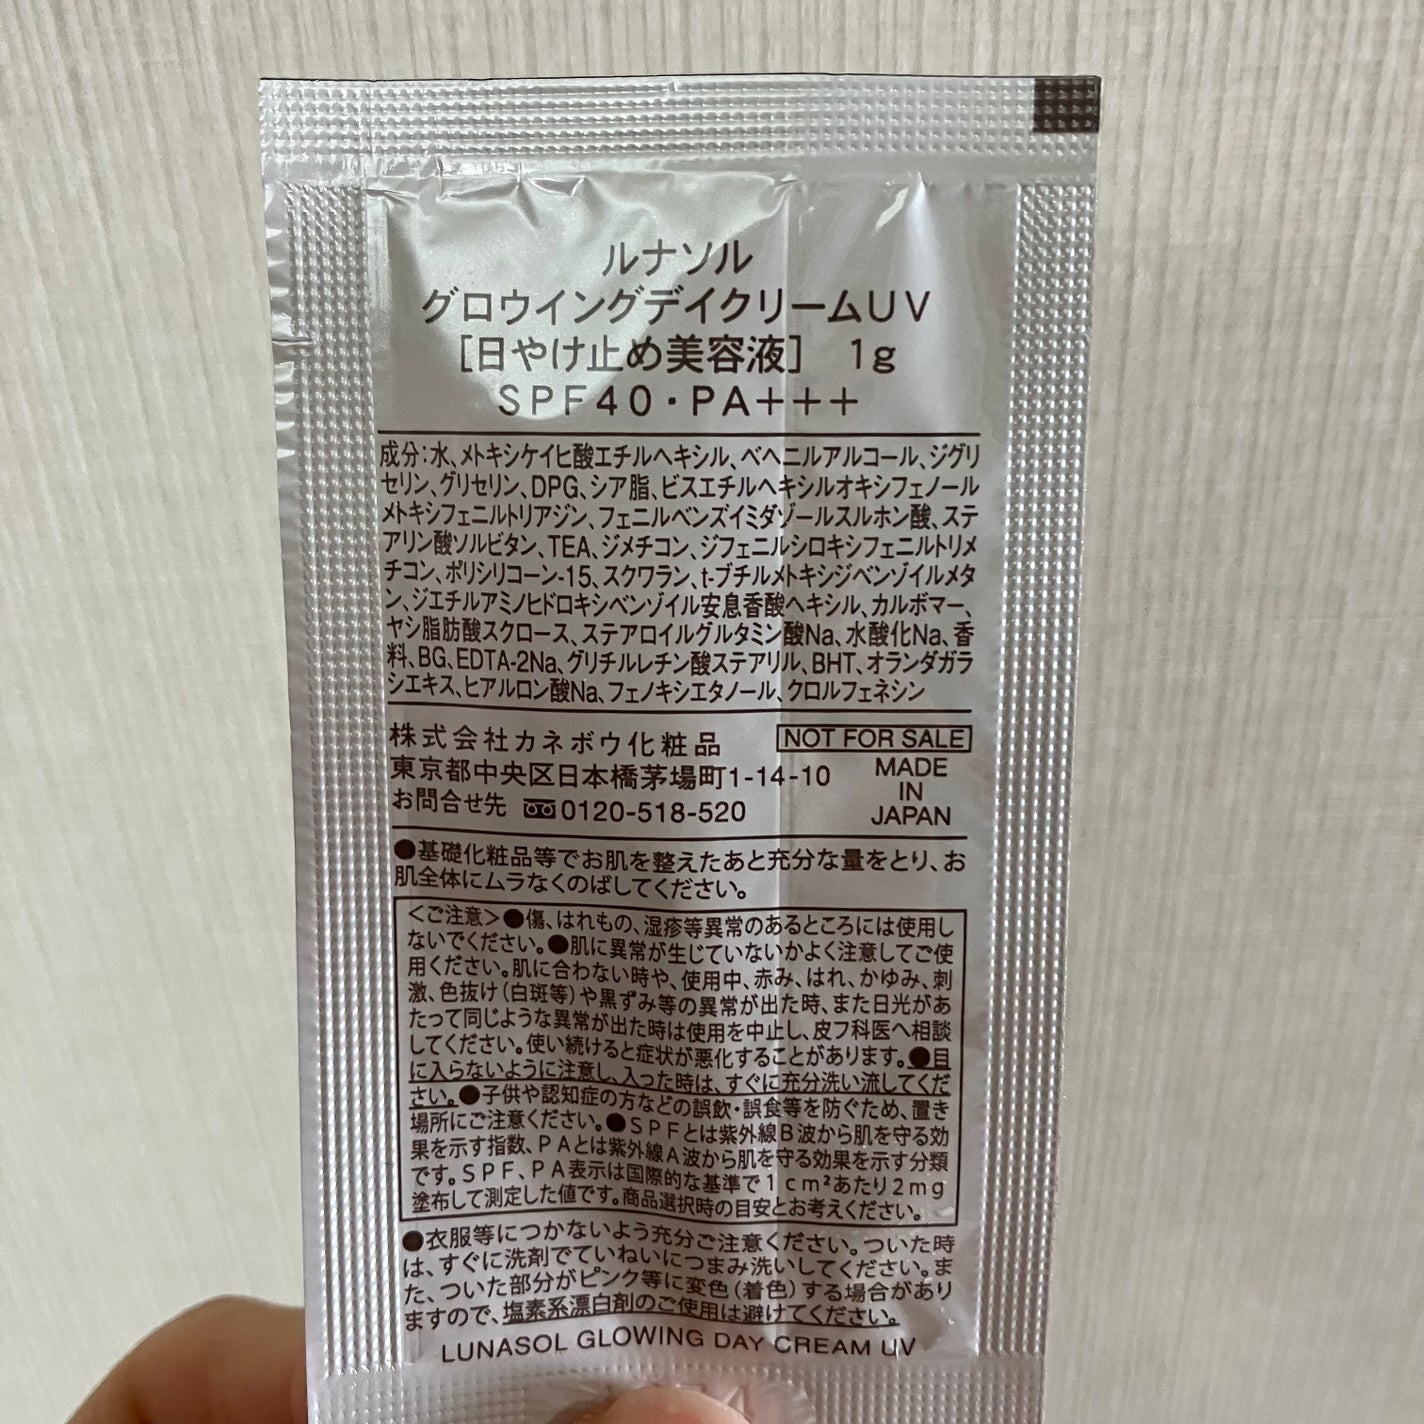 ルナソル
グロウイングデイクリームUV
［日やけ止め美容液］ 1g
SPF40・PA+++
成分：水、メトキシケイヒ酸エチルヘキシル、ベヘニルアルコール、ジグリ
セリン、グリセリン、DPG、シア脂、ビスエチルヘキシルオキシフェノール
メトキシフェニルトリアジン、フェニルベンズイミダゾールスルホン酸、ステ
アリン酸ソルビタン、TEA、ジメチコン、ジフェニルシロキシフェニルトリメ
チコン、ポリシリコーン-15、スクワラン、t-ブチルメトキシジベンゾイルメタ
ン、ジエチルアミノヒドロキシベンゾイル安息香酸ヘキシル、カルボマー、
ヤシ脂肪酸スクロース、ステアロイルグルタミン酸Na、水酸化Na、香
料、BG、EDTA-2Na、グリチルレチン酸ステアリル、BHT、オランダガラ
シエキス、ヒアルロン酸Na、フェノキシエタノール、クロルフェネシン
株式会社カネボウ化粧品
東京都中央区日本橋茅場町1-14-10
お問合せ先 0120-518-520
NOT FOR SALE
MADE
IN
JAPAN
●基礎化粧品等でお肌を整えたあと充分な量をとり、お
肌全体にムラなくのばしてください。
＜ご注意＞●傷、はれもの、湿疹等異常のあるところには使用し
ないでください。●肌に異常が生じていないかよく注意してご使
用ください。肌に合わない時や、使用中、赤み、はれ、かゆみ、刺
激、色抜け（白斑等）や黒ずみ等の異常が出た時、また日光があ
たって同じような異常が出た時は使用を中止し、皮フ科医へ相談
してください。使い続けると症状が悪化することがあります。●目
に入らないように注意し、入った時は、すぐに充分洗い流してくだ
さい。●子供や認知症の方などの誤飲・誤食等を防ぐため、置き
場所にご注意ください。●SPFとは紫外線B波から肌を守る効
果を示す指数、PAとは紫外線A波から肌を守る効果を示す分類
です。SPF、PA表示は国際的な基準で1cm²あたり2mg
塗布して測定した値です。商品選択時の目安とお考えください。
●衣服等につかないよう充分ご注意ください。ついた時
は、すぐに洗剤でていねいにつまみ洗いしてください。ま
た、ついた部分がピンク等に変色（着色）する場合があり
ますので、塩素系漂白剤のご使用は避けてください。
LUNASOL GLOWING DAY CREAM UV